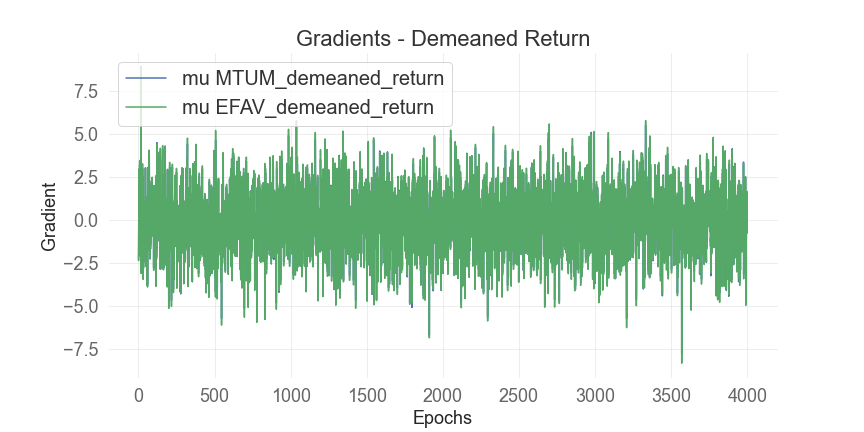 Gradients - Demeaned Return
mu MTUM_demeaned_return
mu EFAV_demeaned_return
7.5
5.0
2.5
0.0
−2.5
−5.0
−7.5
Gradient
0 500 1000 1500 2000 2500 3000 3500 4000
Epochs